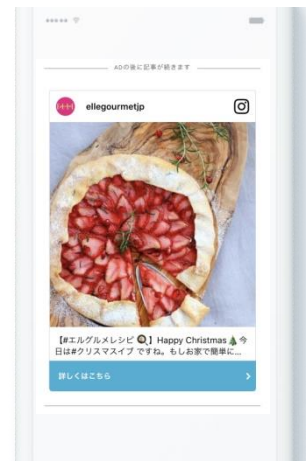 ADの後に記事が続きます
ellegourmetjp
【#エルグルメレシピ🍳】Happy Christmas🎄今
日は#クリスマスイブ ですね。もしお家で簡単に...
詳しくはこちら